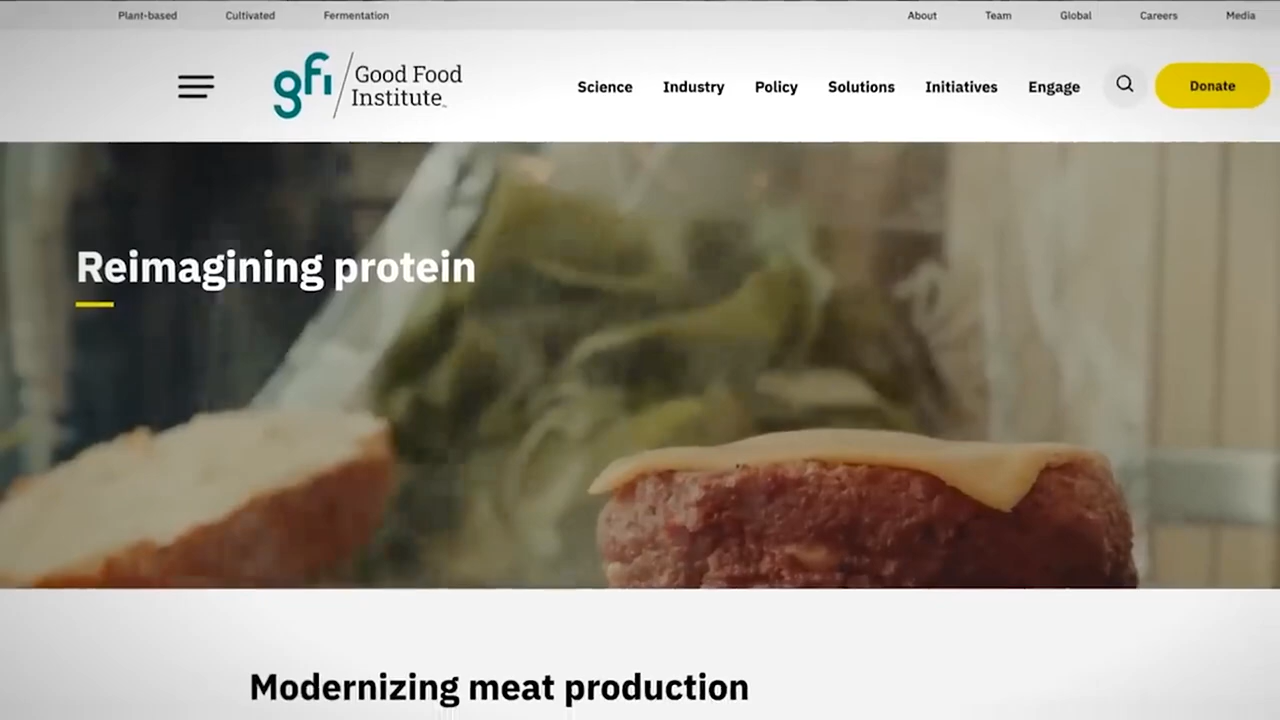 Plant-based Cultivated Fermentation About Team Global Careers Media
gfi Good Food
Institute
Science Industry Policy Solutions Initiatives Engage Donate
Reimagining protein
Modernizing meat production